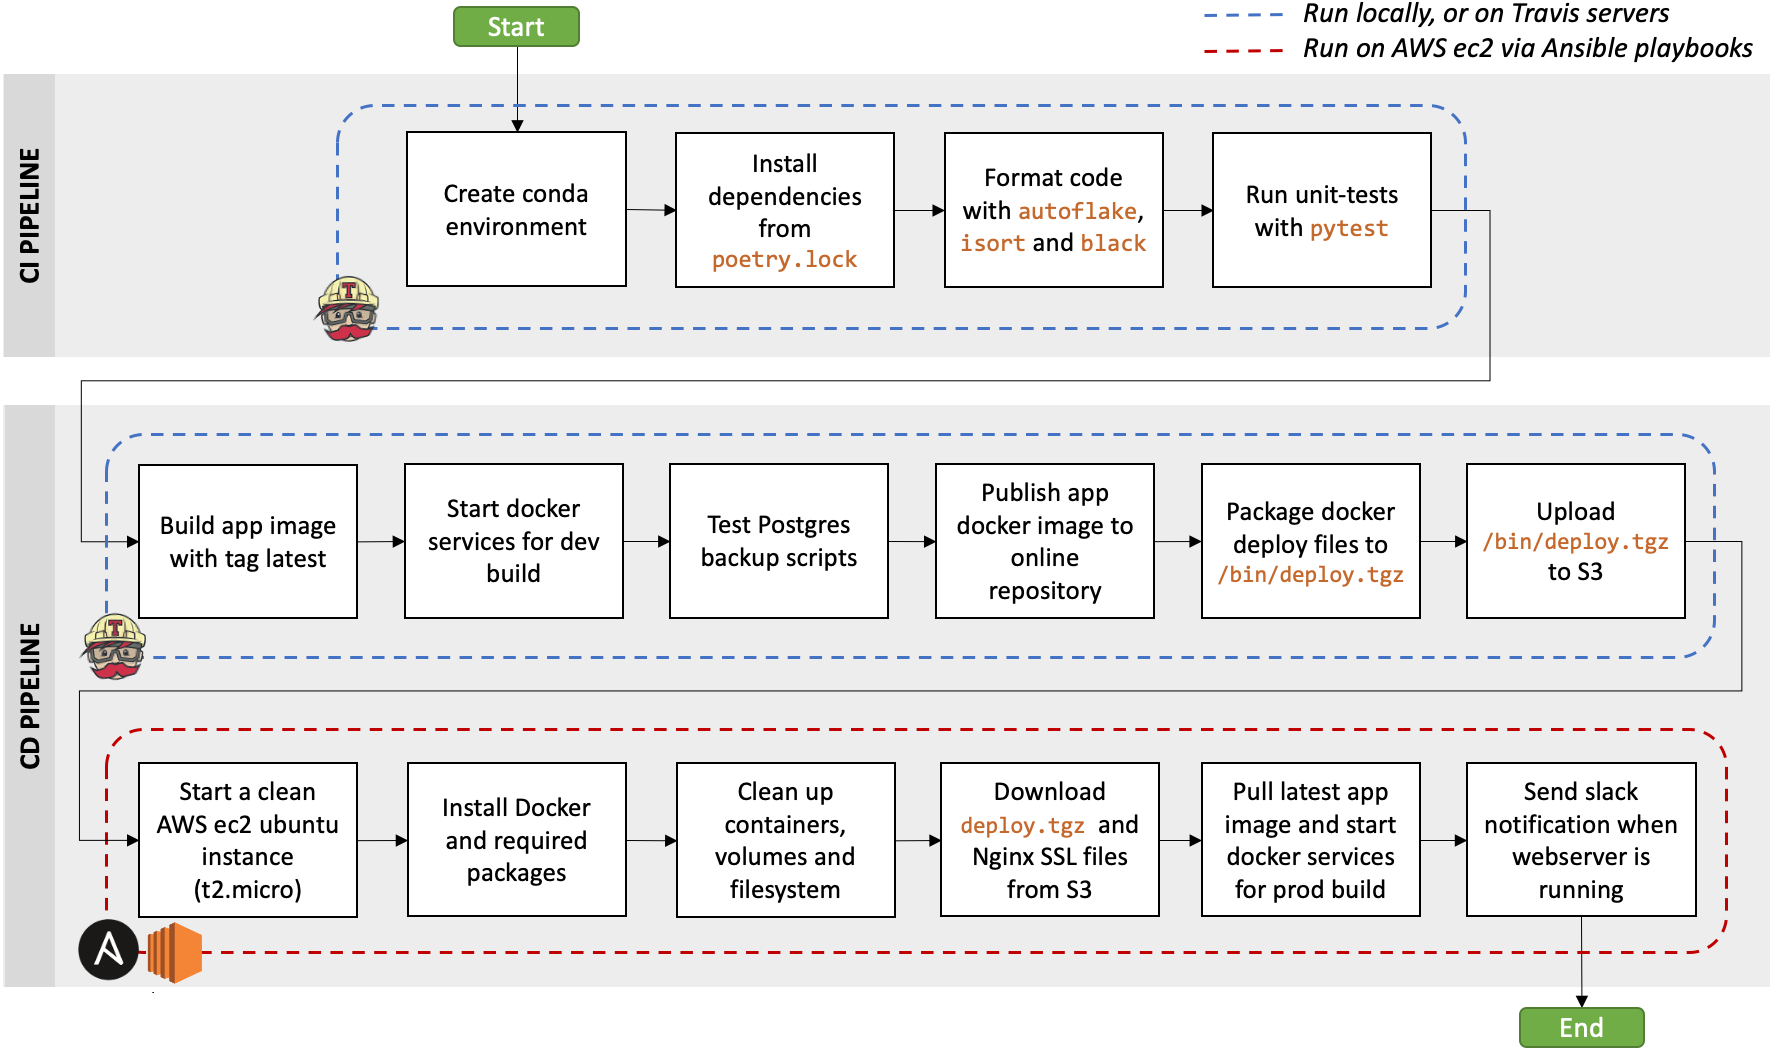 Start
Run locally, or on Travis servers
Run on AWS ec2 via Ansible playbooks
CI PIPELINE
Create conda
environment
Install
dependencies
from
poetry.lock
Format code
with autoflake,
isort and black
Run unit-tests
with pytest
T
CD PIPELINE
Build app image
with tag latest
Start docker
services for dev
build
Test Postgres
backup scripts
Publish app
docker image to
online
repository
Package docker
deploy files to
/bin/deploy.tgz
Upload
/bin/deploy.tgz
to S3
T
Start a clean
AWS ec2 ubuntu
instance
(t2.micro)
Install Docker
and required
packages
Clean up
containers,
volumes and
filesystem
Download
deploy.tgz and
Nginx SSL files
from S3
Pull latest app
image and start
docker services
for prod build
Send slack
notification when
webserver is
running
A
End